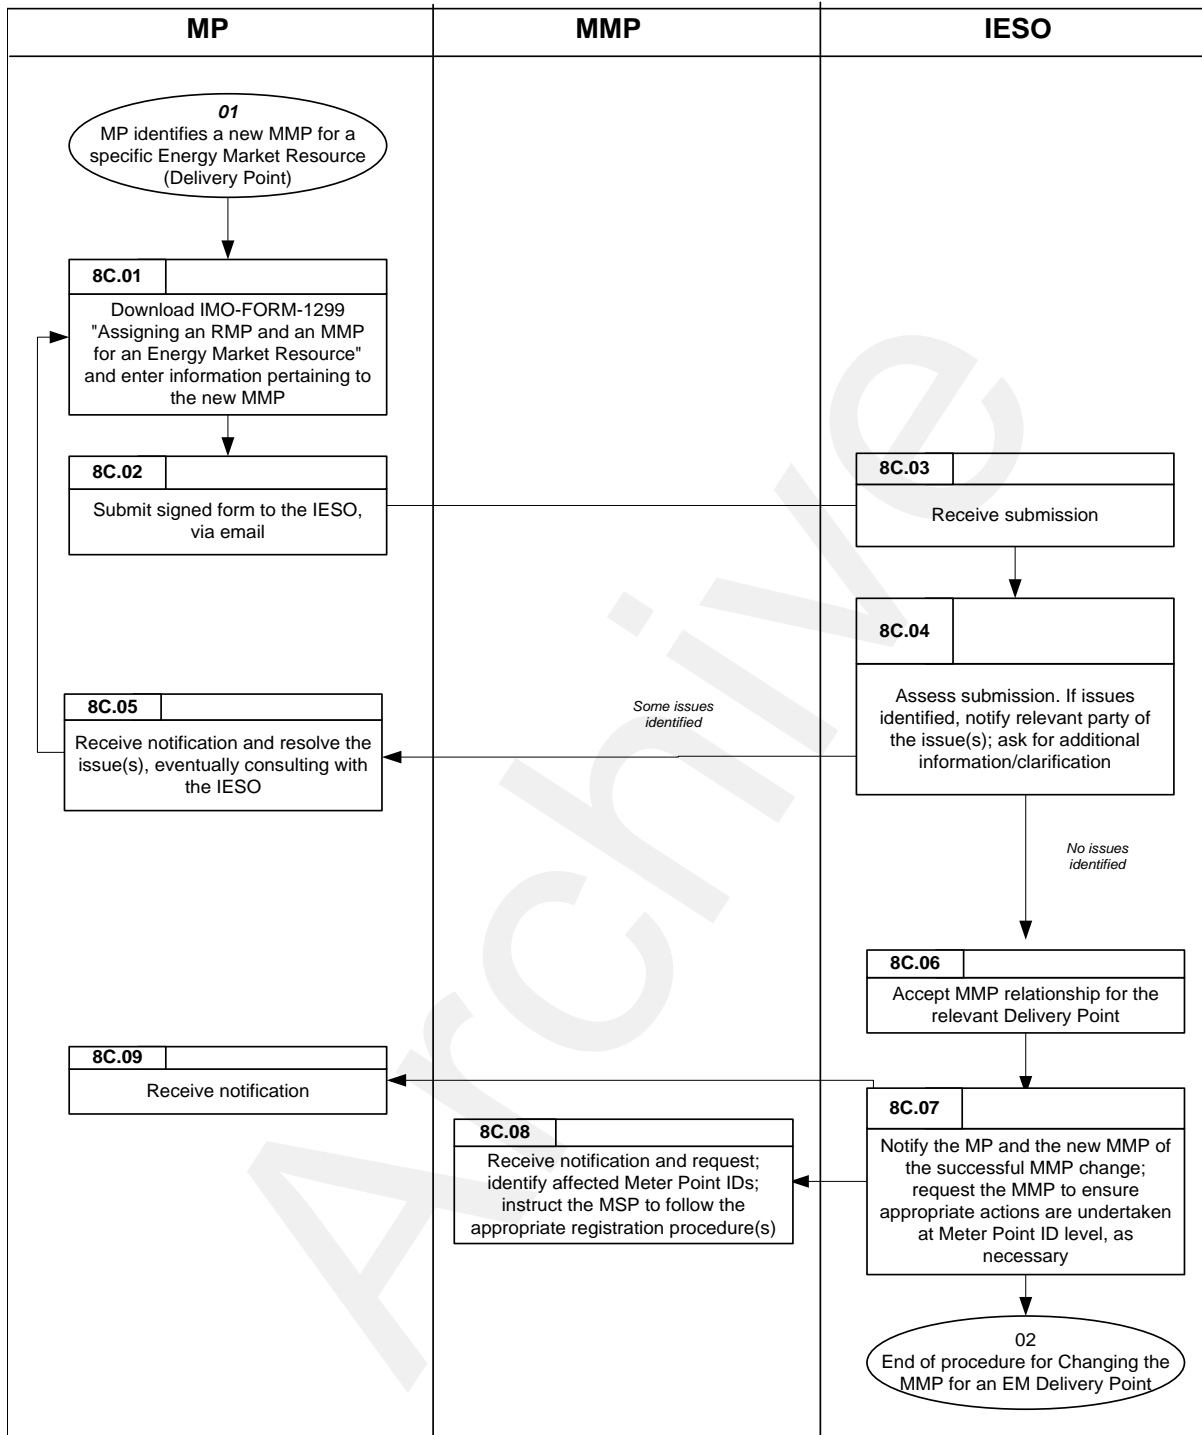 MP
MMP
IESO
01
MP identifies a new MMP for a
specific Energy Market Resource
(Delivery Point)
8C.01
Download IMO-FORM-1299
"Assigning an RMP and an MMP
for an Energy Market Resource"
and enter information pertaining to
the new MMP
8C.02
Submit signed form to the IESO,
via email
8C.03
Receive submission
8C.04
Assess submission. If issues
identified, notify relevant party of
the issue(s); ask for additional
information/clarification
Some issues
identified
8C.05
Receive notification and resolve the
issue(s), eventually consulting with
the IESO
No issues
identified
8C.06
Accept MMP relationship for the
relevant Delivery Point
8C.09
Receive notification
8C.07
Notify the MP and the new MMP of
the successful MMP change;
request the MMP to ensure
appropriate actions are undertaken
at Meter Point ID level, as
necessary
8C.08
Receive notification and request;
identify affected Meter Point IDs;
instruct the MSP to follow the
appropriate registration procedure(s)
02
End of procedure for Changing the
MMP for an EM Delivery Point
Archive